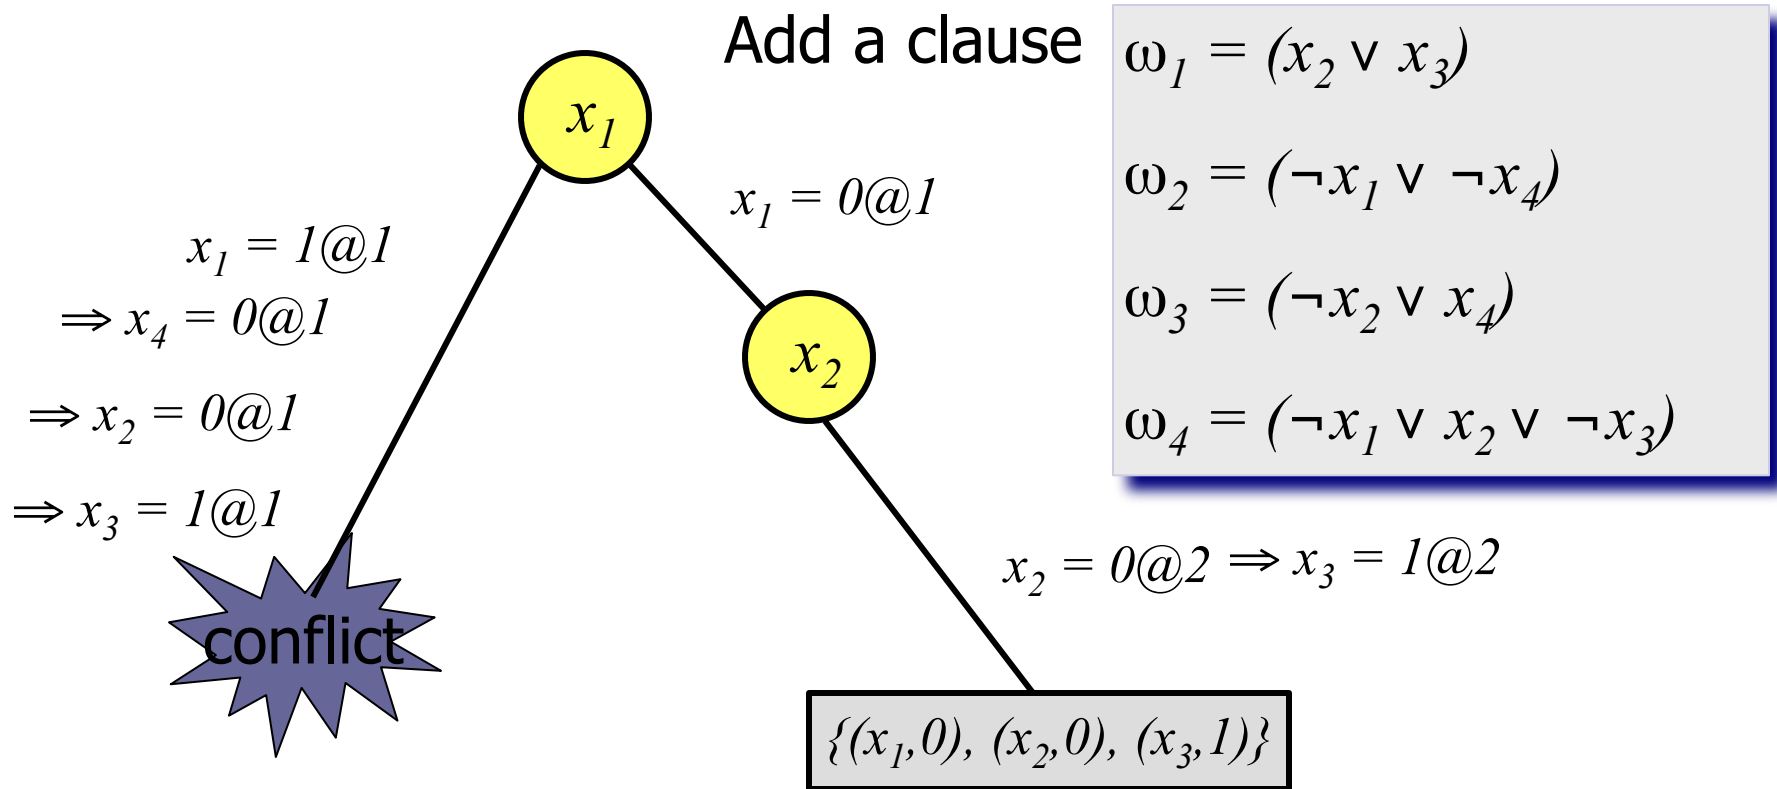 Add a clause
ω1 = (x2 ∨ x3)
ω2 = (¬x1 ∨ ¬x4)
ω3 = (¬x2 ∨ x4)
ω4 = (¬x1 ∨ x2 ∨ ¬x3)
x1
x1 = 0@1
x1 = 1@1
⇒ x4 = 0@1
⇒ x2 = 0@1
⇒ x3 = 1@1
conflict
x2
x2 = 0@2 ⇒ x3 = 1@2
{(x1,0), (x2,0), (x3,1)}